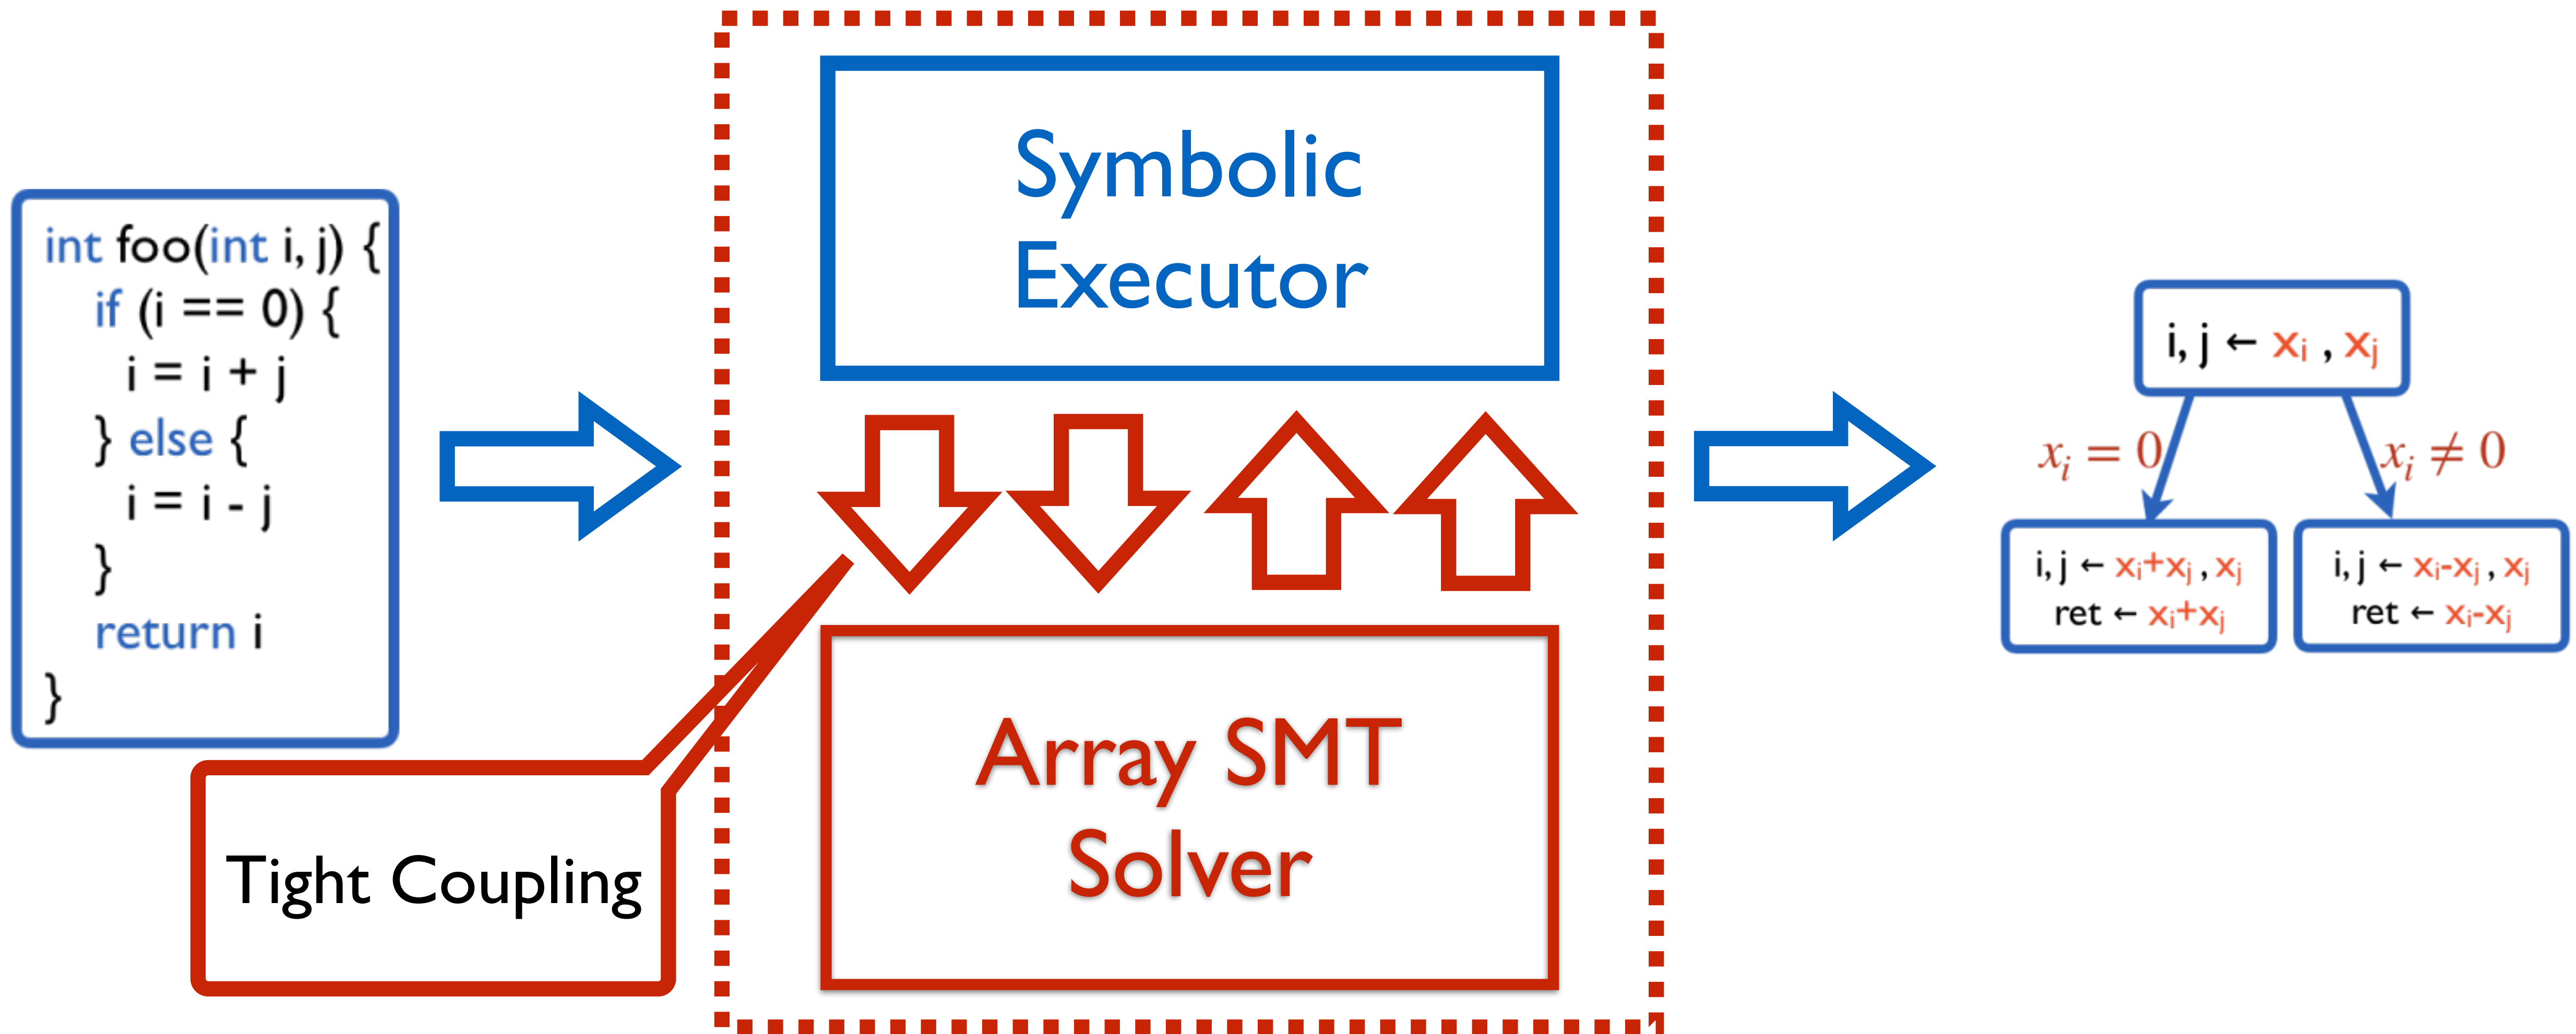 int foo(int i, j) {
if (i == 0) {
i = i + j
} else {
i = i - j
}
return i
}
Tight Coupling
Symbolic
Executor
Array SMT
Solver
i, j ← xᵢ , xⱼ
xᵢ = 0
xᵢ ≠ 0
i, j ← xᵢ+xⱼ , xⱼ
ret ← xᵢ+xⱼ
i, j ← xᵢ-xⱼ , xⱼ
ret ← xᵢ-xⱼ